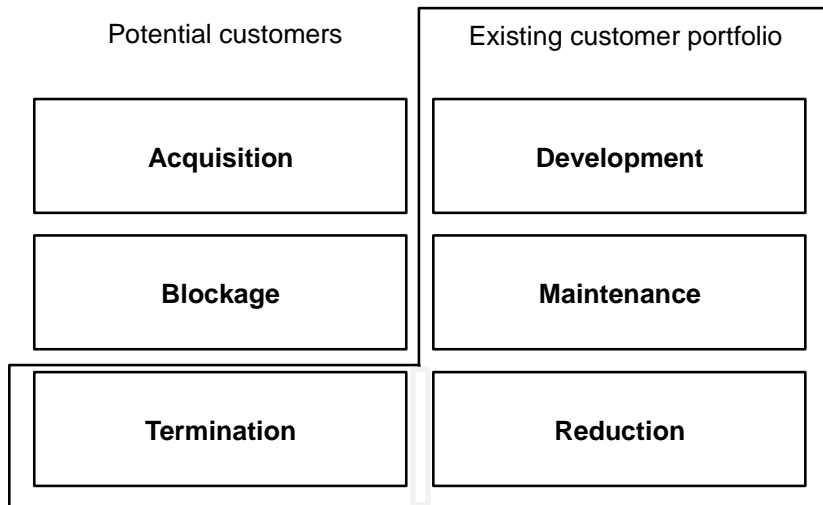 Potential customers
Existing customer portfolio
Acquisition
Development
Blockage
Maintenance
Termination
Reduction